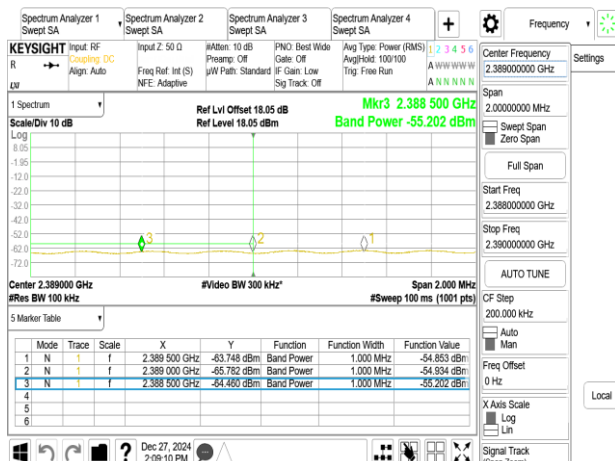 Spectrum Analyzer 1
Swept SA
Spectrum Analyzer 2
Swept SA
Spectrum Analyzer 3
Swept SA
Spectrum Analyzer 4
Swept SA
+
Frequency
KEYSIGHT
R
LXI
Input: RF
Coupling: DC
Align: Auto
Input Z: 50 Ω
Freq Ref: Int (S)
NFE: Adaptive
#Atten: 10 dB
Preamp: Off
µW Path: Standard
PNO: Best Wide
Gate: Off
IF Gain: Low
Sig Track: Off
Avg Type: Power (RMS)
Avg|Hold: 100/100
Trig: Free Run
1 2 3 4 5 6
A W W W W W
A N N N N N
1 Spectrum
Scale/Div 10 dB
Ref Lvl Offset 18.05 dB
Ref Level 18.05 dBm
Mkr3 2.388 500 GHz
Band Power -55.202 dBm
Log
8.05
-1.95
-12.0
-22.0
-32.0
-42.0
-52.0
-62.0
-72.0
3
2
1
Center 2.389000 GHz
#Res BW 100 kHz
#Video BW 300 kHz*
Span 2.000 MHz
#Sweep 100 ms (1001 pts)
5 Marker Table
Mode Trace Scale X Y Function Function Width Function Value
1 N 1 f 2.389 500 GHz -63.748 dBm Band Power 1.000 MHz -54.853 dBm
2 N 1 f 2.389 000 GHz -65.782 dBm Band Power 1.000 MHz -54.934 dBm
3 N 1 f 2.388 500 GHz -64.460 dBm Band Power 1.000 MHz -55.202 dBm
4
5
6
Dec 27, 2024
2:09:10 PM
?
Center Frequency
2.389000000 GHz
Settings
Span
2.00000000 MHz
Swept Span
Zero Span
Full Span
Start Freq
2.388000000 GHz
Stop Freq
2.390000000 GHz
AUTO TUNE
CF Step
200.000 kHz
Auto
Man
Freq Offset
0 Hz
X Axis Scale
Log
Lin
Local
Signal Track